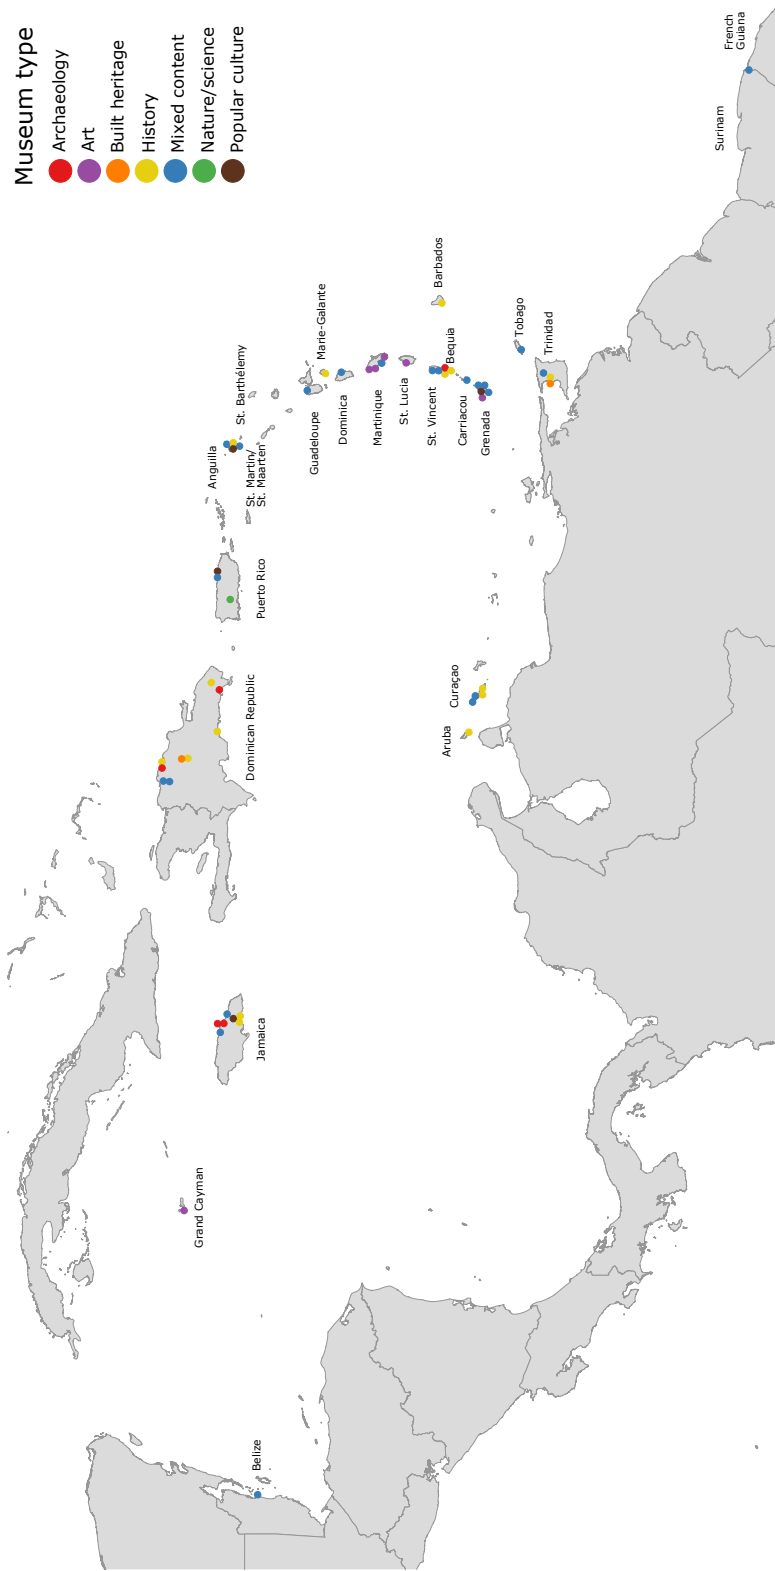 Museum type
Archaeology
Art
Built heritage
History
Mixed content
Nature/science
Popular culture
Belize
Grand Cayman
Jamaica
Dominican Republic
Puerto Rico
Anguilla
St. Martin/
St. Maarten
St. Barthélemy
Guadeloupe
Marie-Galante
Dominica
Martinique
St. Lucia
St. Vincent
Bequia
Barbados
Carriacou
Grenada
Tobago
Trinidad
Aruba
Curaçao
Surinam
French
Guiana